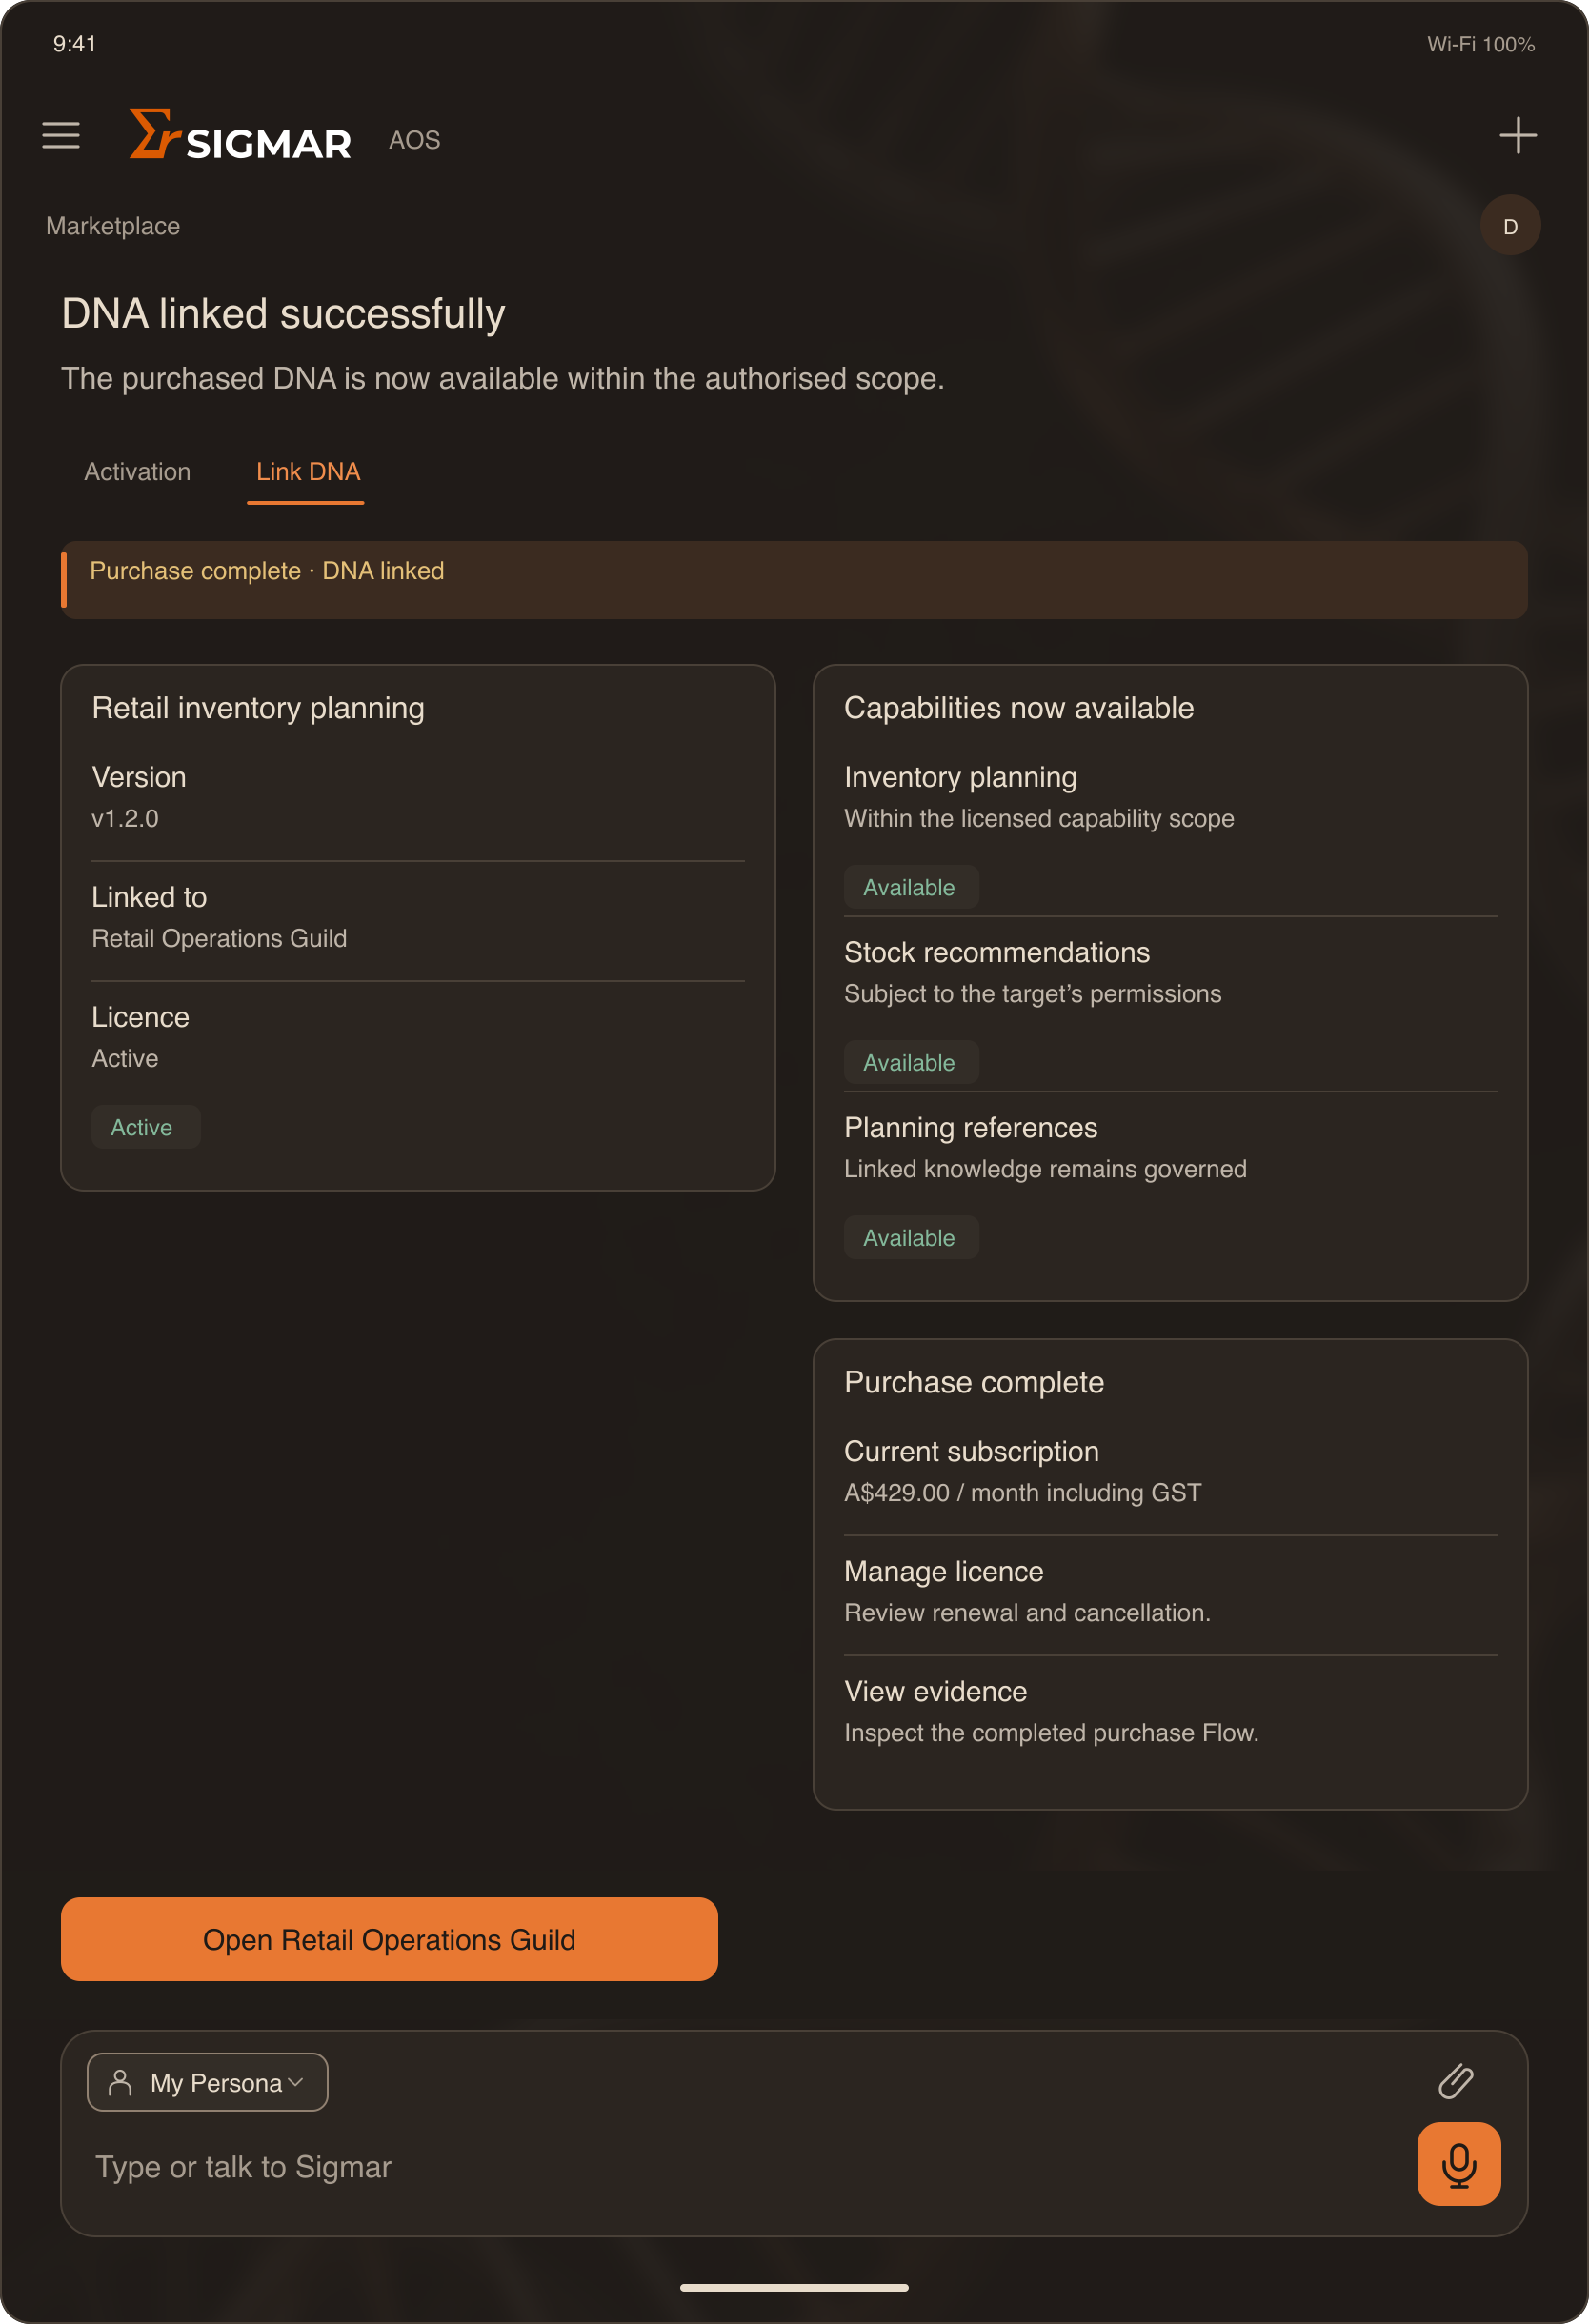 9:41
Wi-Fi 100%
Σr SIGMAR AOS
Marketplace
D
DNA linked successfully
The purchased DNA is now available within the authorised scope.
Activation
Link DNA
Purchase complete · DNA linked
Retail inventory planning
Version
v1.2.0
Linked to
Retail Operations Guild
Licence
Active
Active
Capabilities now available
Inventory planning
Within the licensed capability scope
Available
Stock recommendations
Subject to the target’s permissions
Available
Planning references
Linked knowledge remains governed
Available
Purchase complete
Current subscription
A$429.00 / month including GST
Manage licence
Review renewal and cancellation.
View evidence
Inspect the completed purchase Flow.
Open Retail Operations Guild
My Persona
Type or talk to Sigmar